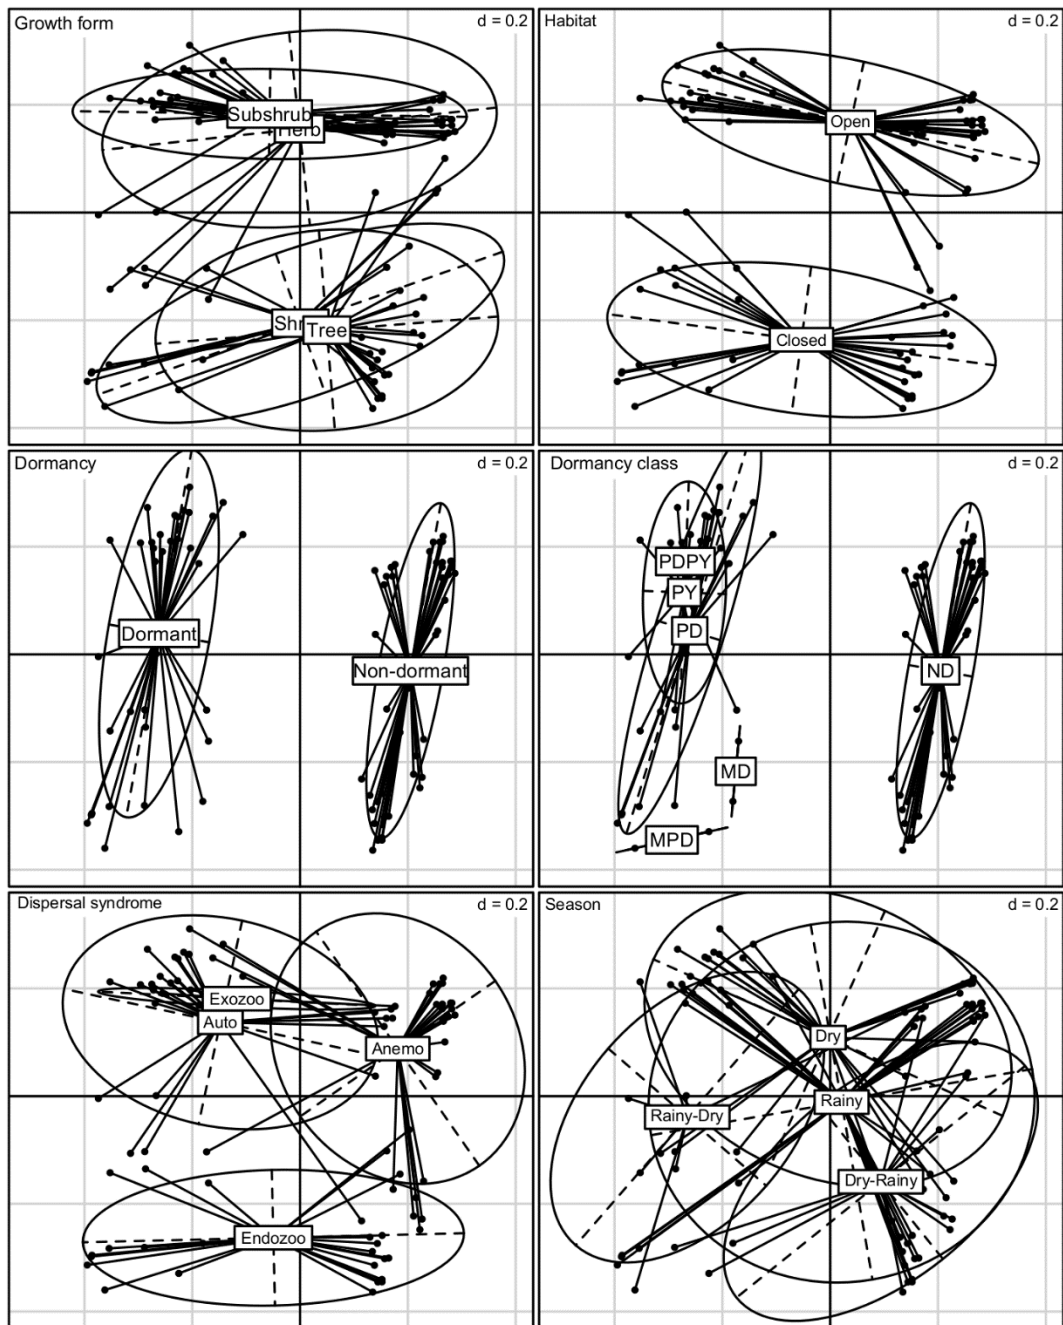 Growth form
d = 0.2
Subshrub
Herb
Shr
Tree
Habitat
d = 0.2
Open
Closed
Dormancy
d = 0.2
Dormant
Non-dormant
Dormancy class
d = 0.2
PDPY
PY
PD
ND
MD
MPD
Dispersal syndrome
d = 0.2
Exozoo
Auto
Anemo
Endozoo
Season
d = 0.2
Dry
Rainy
Rainy-Dry
Dry-Rainy